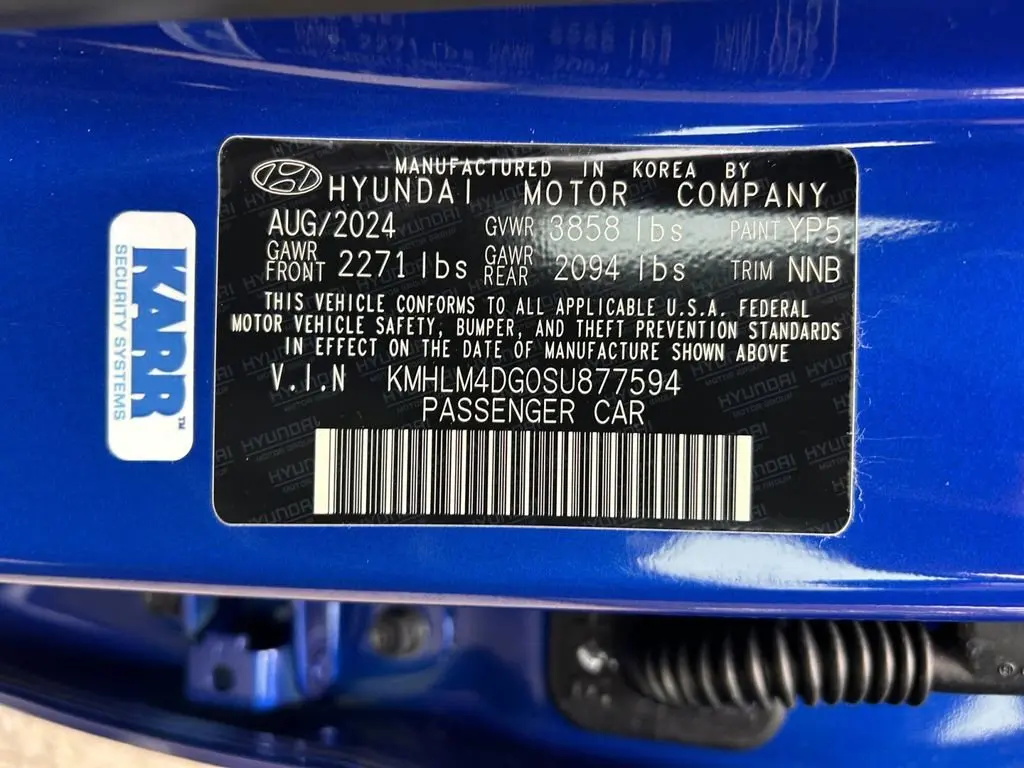 MANUFACTURED IN KOREA BY
HYUNDAI MOTOR COMPANY
AUG/2024 GVWR 3858 lbs PAINT YP5
GAWR FRONT 2271 lbs GAWR REAR 2094 lbs TRIM NNB
THIS VEHICLE CONFORMS TO ALL APPLICABLE U.S.A. FEDERAL
MOTOR VEHICLE SAFETY, BUMPER, AND THEFT PREVENTION STANDARDS
IN EFFECT ON THE DATE OF MANUFACTURE SHOWN ABOVE
V.I.N KMHLM4DG0SU877594
PASSENGER CAR
KARR™
SECURITY SYSTEMS